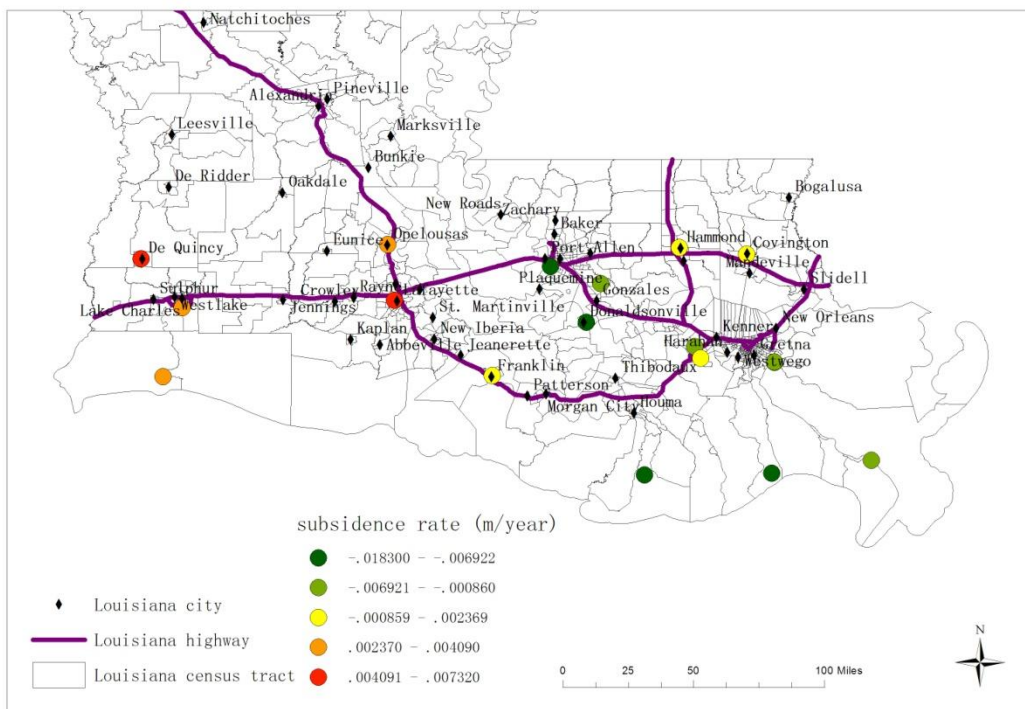 Natchitoches
Pineville
Alexandria
Leesville
Marksville
Bunkie
De Ridder
Oakdale
Bogalusa
New Roads
Zachary
Baker
De Quincy
Eunice
Opelousas
Port Allen
Hammond
Covington
Mandeville
Slidell
Sulphur
Westlake
Lake Charles
Crowley
Jennings
Lafayette
Plaquemine
Gonzales
St.
Martinville
Donaldsonville
Kaplan
New Iberia
Abbeville
Jeanerette
Kenner
New Orleans
Harahan
Gretna
Westwego
Franklin
Thibodaux
Patterson
Morgan City
Houma
subsidence rate (m/year)
-.018300 - -.006922
-.006921 - -.000860
-.000859 - .002369
.002370 - .004090
.004091 - .007320
Louisiana city
Louisiana highway
Louisiana census tract
N
0 25 50 100 Miles